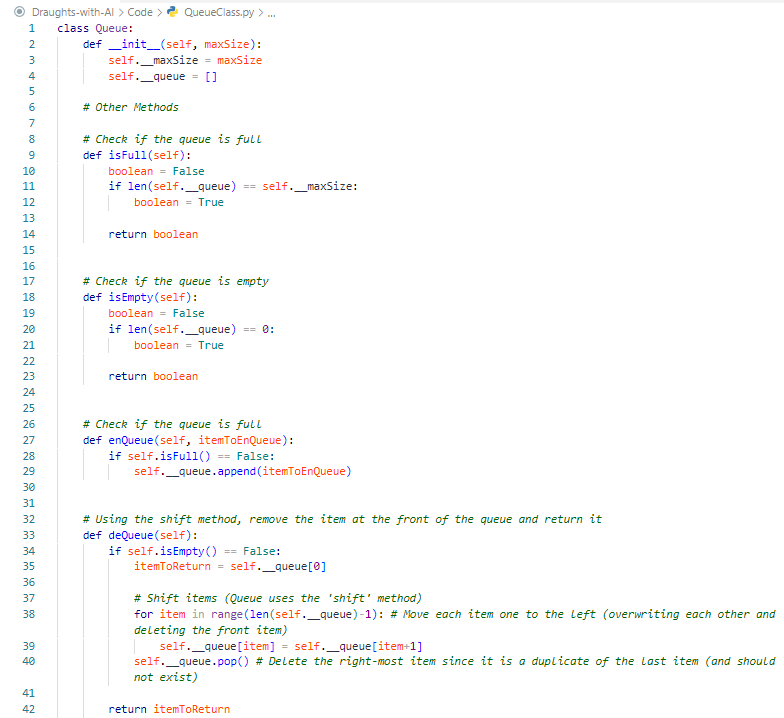 Draughts-with-AI > Code > QueueClass.py > ...
1 class Queue:
2     def __init__(self, maxSize):
3         self.__maxSize = maxSize
4         self.__queue = []
5
6     # Other Methods
7
8     # Check if the queue is full
9     def isFull(self):
10         boolean = False
11         if len(self.__queue) == self.__maxSize:
12             boolean = True
13
14         return boolean
15
16
17     # Check if the queue is empty
18     def isEmpty(self):
19         boolean = False
20         if len(self.__queue) == 0:
21             boolean = True
22
23         return boolean
24
25
26     # Check if the queue is full
27     def enQueue(self, itemToEnQueue):
28         if self.isFull() == False:
29             self.__queue.append(itemToEnQueue)
30
31
32     # Using the shift method, remove the item at the front of the queue and return it
33     def deQueue(self):
34         if self.isEmpty() == False:
35             itemToReturn = self.__queue[0]
36
37             # Shift items (Queue uses the 'shift' method)
38             for item in range(len(self.__queue)-1): # Move each item one to the left (overwriting each other and
deleting the front item)
39                 self.__queue[item] = self.__queue[item+1]
40             self.__queue.pop() # Delete the right-most item since it is a duplicate of the last item (and should
not exist)
41
42         return itemToReturn